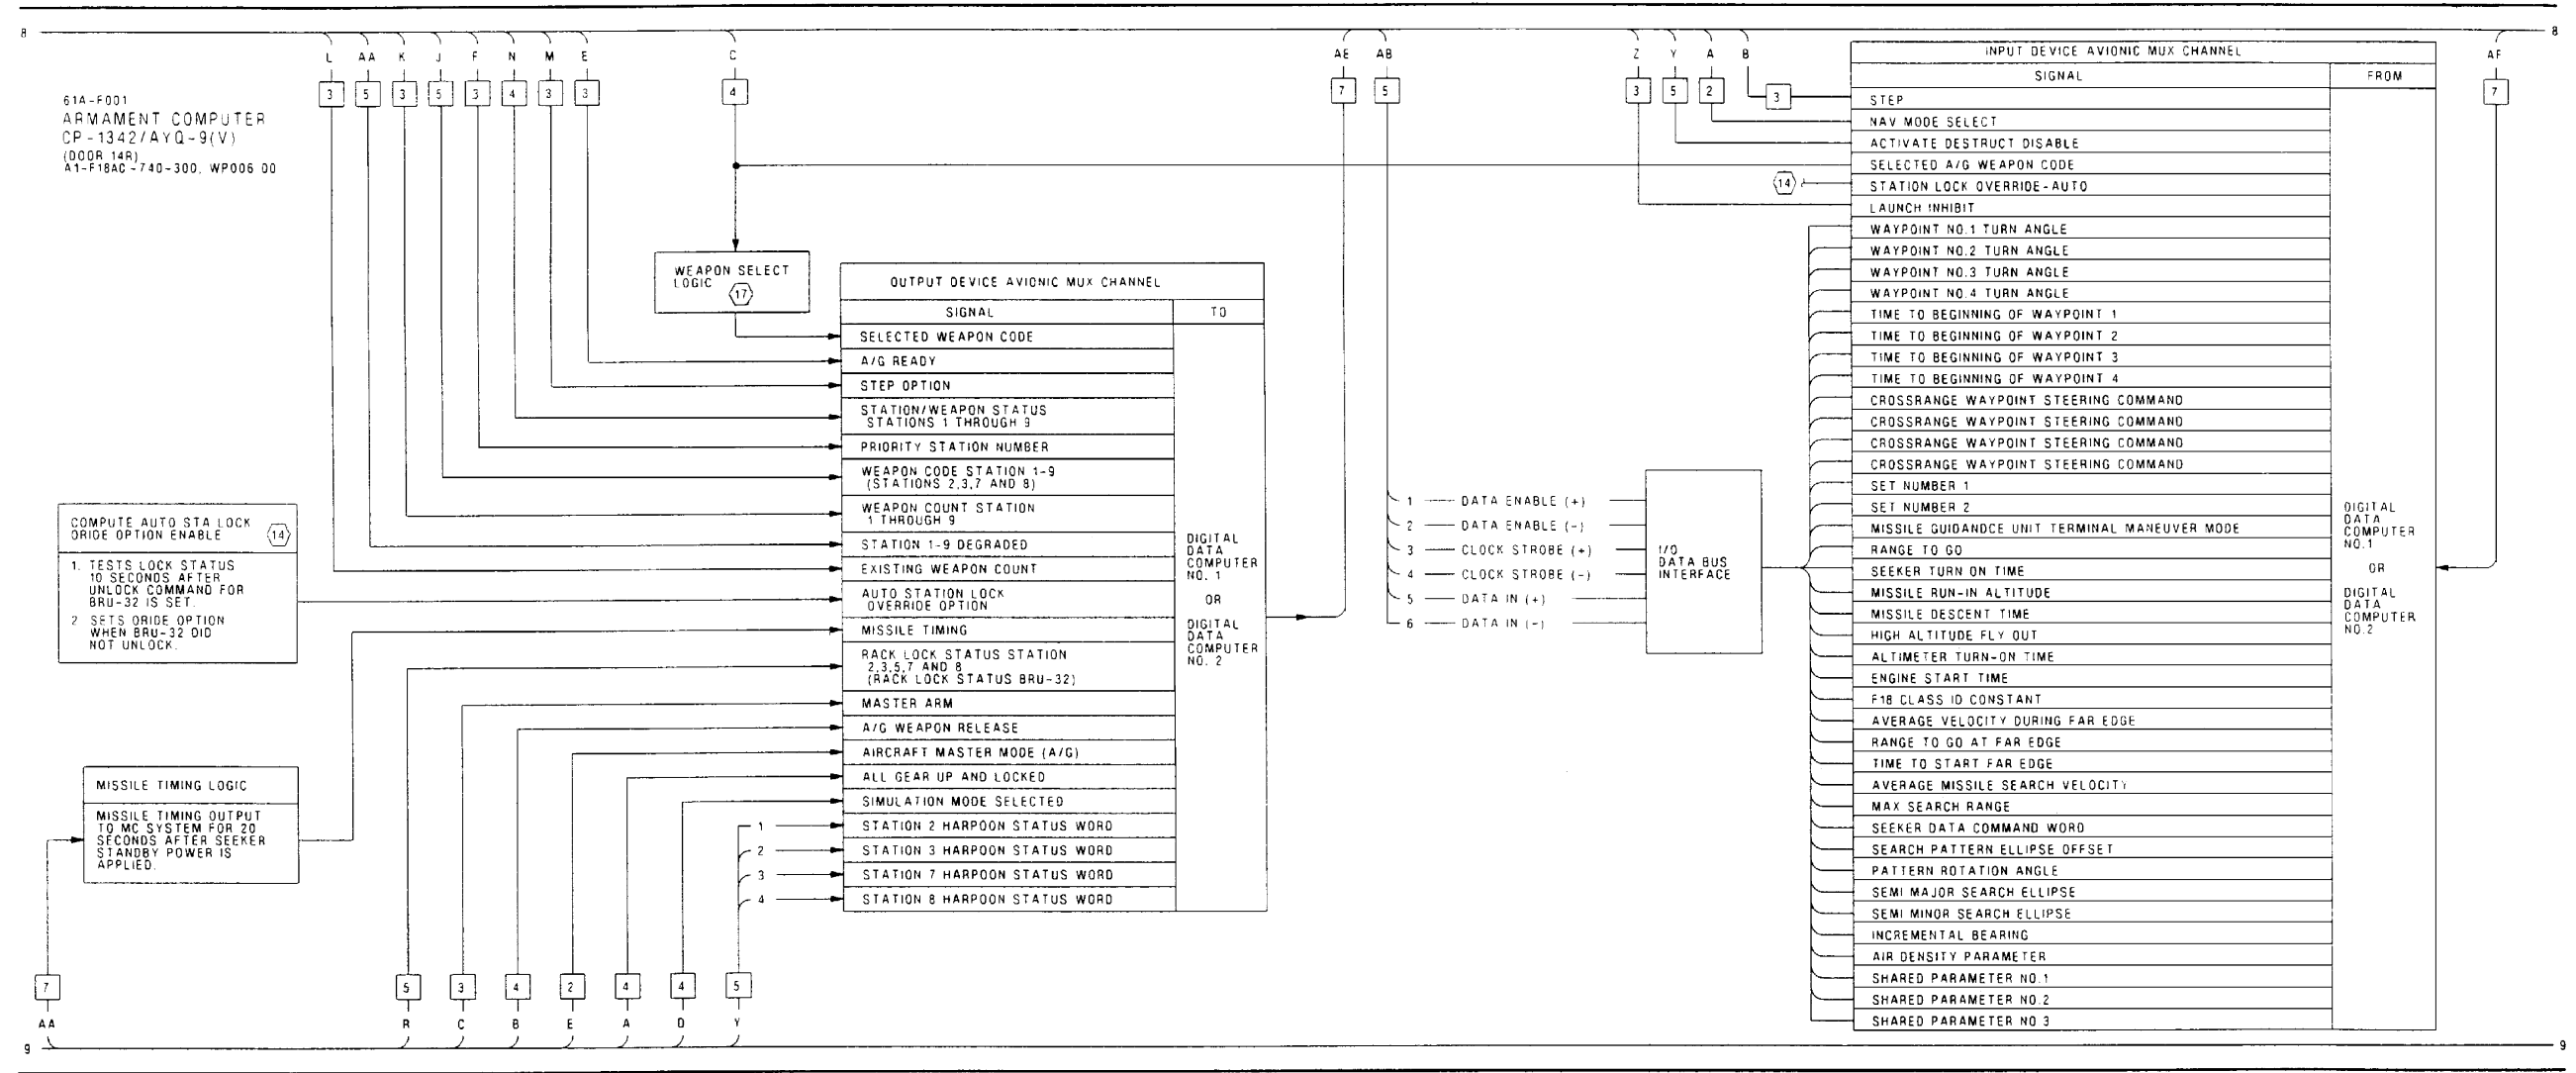 8
L AA K J F N M E C AE AB Z Y A B AF
8
3 5 3 5 3 4 3 3 4 7 5 3 5 2 3 7
61A-F001
ARMAMENT COMPUTER
CP-1342/AYQ-9(V)
(DOOR 14R)
A1-F18AC-740-300, WP006 00
WEAPON SELECT
LOGIC
17
OUTPUT DEVICE AVIONIC MUX CHANNEL
SIGNAL TO
SELECTED WEAPON CODE
A/G READY
STEP OPTION
STATION/WEAPON STATUS
STATIONS 1 THROUGH 9
PRIORITY STATION NUMBER
WEAPON CODE STATION 1-9
(STATIONS 2,3,7 AND 8)
WEAPON COUNT STATION
1 THROUGH 9
STATION 1-9 DEGRADED
EXISTING WEAPON COUNT
AUTO STATION LOCK
OVERRIDE OPTION
MISSILE TIMING
RACK LOCK STATUS STATION
2,3,5,7 AND 8
(RACK LOCK STATUS BRU-32)
MASTER ARM
A/G WEAPON RELEASE
AIRCRAFT MASTER MODE (A/G)
ALL GEAR UP AND LOCKED
SIMULATION MODE SELECTED
1 STATION 2 HARPOON STATUS WORD
2 STATION 3 HARPOON STATUS WORD
3 STATION 7 HARPOON STATUS WORD
4 STATION 8 HARPOON STATUS WORD
DIGITAL
DATA
COMPUTER
NO. 1
OR
DIGITAL
DATA
COMPUTER
NO. 2
COMPUTE AUTO STA LOCK
ORIDE OPTION ENABLE
14
1. TESTS LOCK STATUS
10 SECONDS AFTER
UNLOCK COMMAND FOR
BRU-32 IS SET.
2 SETS ORIDE OPTION
WHEN BRU-32 DID
NOT UNLOCK.
MISSILE TIMING LOGIC
MISSILE TIMING OUTPUT
TO MC SYSTEM FOR 20
SECONDS AFTER SEEKER
STANDBY POWER IS
APPLIED.
1 DATA ENABLE (+)
2 DATA ENABLE (-)
3 CLOCK STROBE (+)
4 CLOCK STROBE (-)
5 DATA IN (+)
6 DATA IN (-)
I/O
DATA BUS
INTERFACE
INPUT DEVICE AVIONIC MUX CHANNEL
SIGNAL FROM
STEP
NAV MODE SELECT
ACTIVATE DESTRUCT DISABLE
SELECTED A/G WEAPON CODE
14 STATION LOCK OVERRIDE-AUTO
LAUNCH INHIBIT
WAYPOINT NO.1 TURN ANGLE
WAYPOINT NO.2 TURN ANGLE
WAYPOINT NO.3 TURN ANGLE
WAYPOINT NO.4 TURN ANGLE
TIME TO BEGINNING OF WAYPOINT 1
TIME TO BEGINNING OF WAYPOINT 2
TIME TO BEGINNING OF WAYPOINT 3
TIME TO BEGINNING OF WAYPOINT 4
CROSSRANGE WAYPOINT STEERING COMMAND
CROSSRANGE WAYPOINT STEERING COMMAND
CROSSRANGE WAYPOINT STEERING COMMAND
CROSSRANGE WAYPOINT STEERING COMMAND
SET NUMBER 1
SET NUMBER 2
MISSILE GUIDANDCE UNIT TERMINAL MANEUVER MODE
RANGE TO GO
SEEKER TURN ON TIME
MISSILE RUN-IN ALTITUDE
MISSILE DESCENT TIME
HIGH ALTITUDE FLY OUT
ALTIMETER TURN-ON TIME
ENGINE START TIME
F18 CLASS ID CONSTANT
AVERAGE VELOCITY DURING FAR EDGE
RANGE TO GO AT FAR EDGE
TIME TO START FAR EDGE
AVERAGE MISSILE SEARCH VELOCITY
MAX SEARCH RANGE
SEEKER DATA COMMAND WORD
SEARCH PATTERN ELLIPSE OFFSET
PATTERN ROTATION ANGLE
SEMI MAJOR SEARCH ELLIPSE
SEMI MINOR SEARCH ELLIPSE
INCREMENTAL BEARING
AIR DENSITY PARAMETER
SHARED PARAMETER NO.1
SHARED PARAMETER NO.2
SHARED PARAMETER NO 3
DIGITAL
DATA
COMPUTER
NO.1
OR
DIGITAL
DATA
COMPUTER
NO.2
7 5 3 4 2 4 4 5
AA R C B E A D Y
9
9